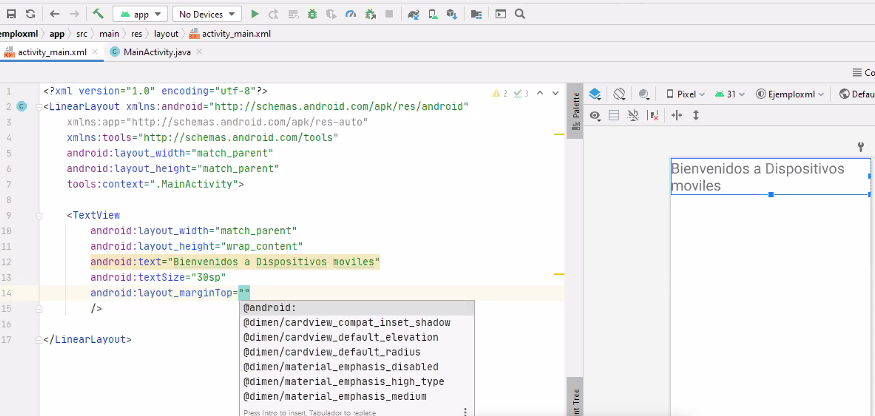 app
No Devices
emploxml
app
src
main
res
layout
activity_main.xml
activity_main.xml
MainActivity.java
Co
1 <?xml version="1.0" encoding="utf-8"?>
2 <LinearLayout xmlns:android="http://schemas.android.com/apk/res/android"
3 xmlns:app="http://schemas.android.com/apk/res-auto"
4 xmlns:tools="http://schemas.android.com/tools"
5 android:layout_width="match_parent"
6 android:layout_height="match_parent"
7 tools:context=".MainActivity">
8
9 <TextView
10 android:layout_width="match_parent"
11 android:layout_height="wrap_content"
12 android:text="Bienvenidos a Dispositivos moviles"
13 android:textSize="30sp"
14 android:layout_marginTop=""
15 />
16
17 </LinearLayout>
2
3
@android:
@dimen/cardview_compat_inset_shadow
@dimen/cardview_default_elevation
@dimen/cardview_default_radius
@dimen/material_emphasis_disabled
@dimen/material_emphasis_high_type
@dimen/material_emphasis_medium
Press Intro to insert, Tabulador to replace
Palette
Pixel
31
Ejemploxml
Defau
Bienvenidos a Dispositivos
moviles
nt Tree